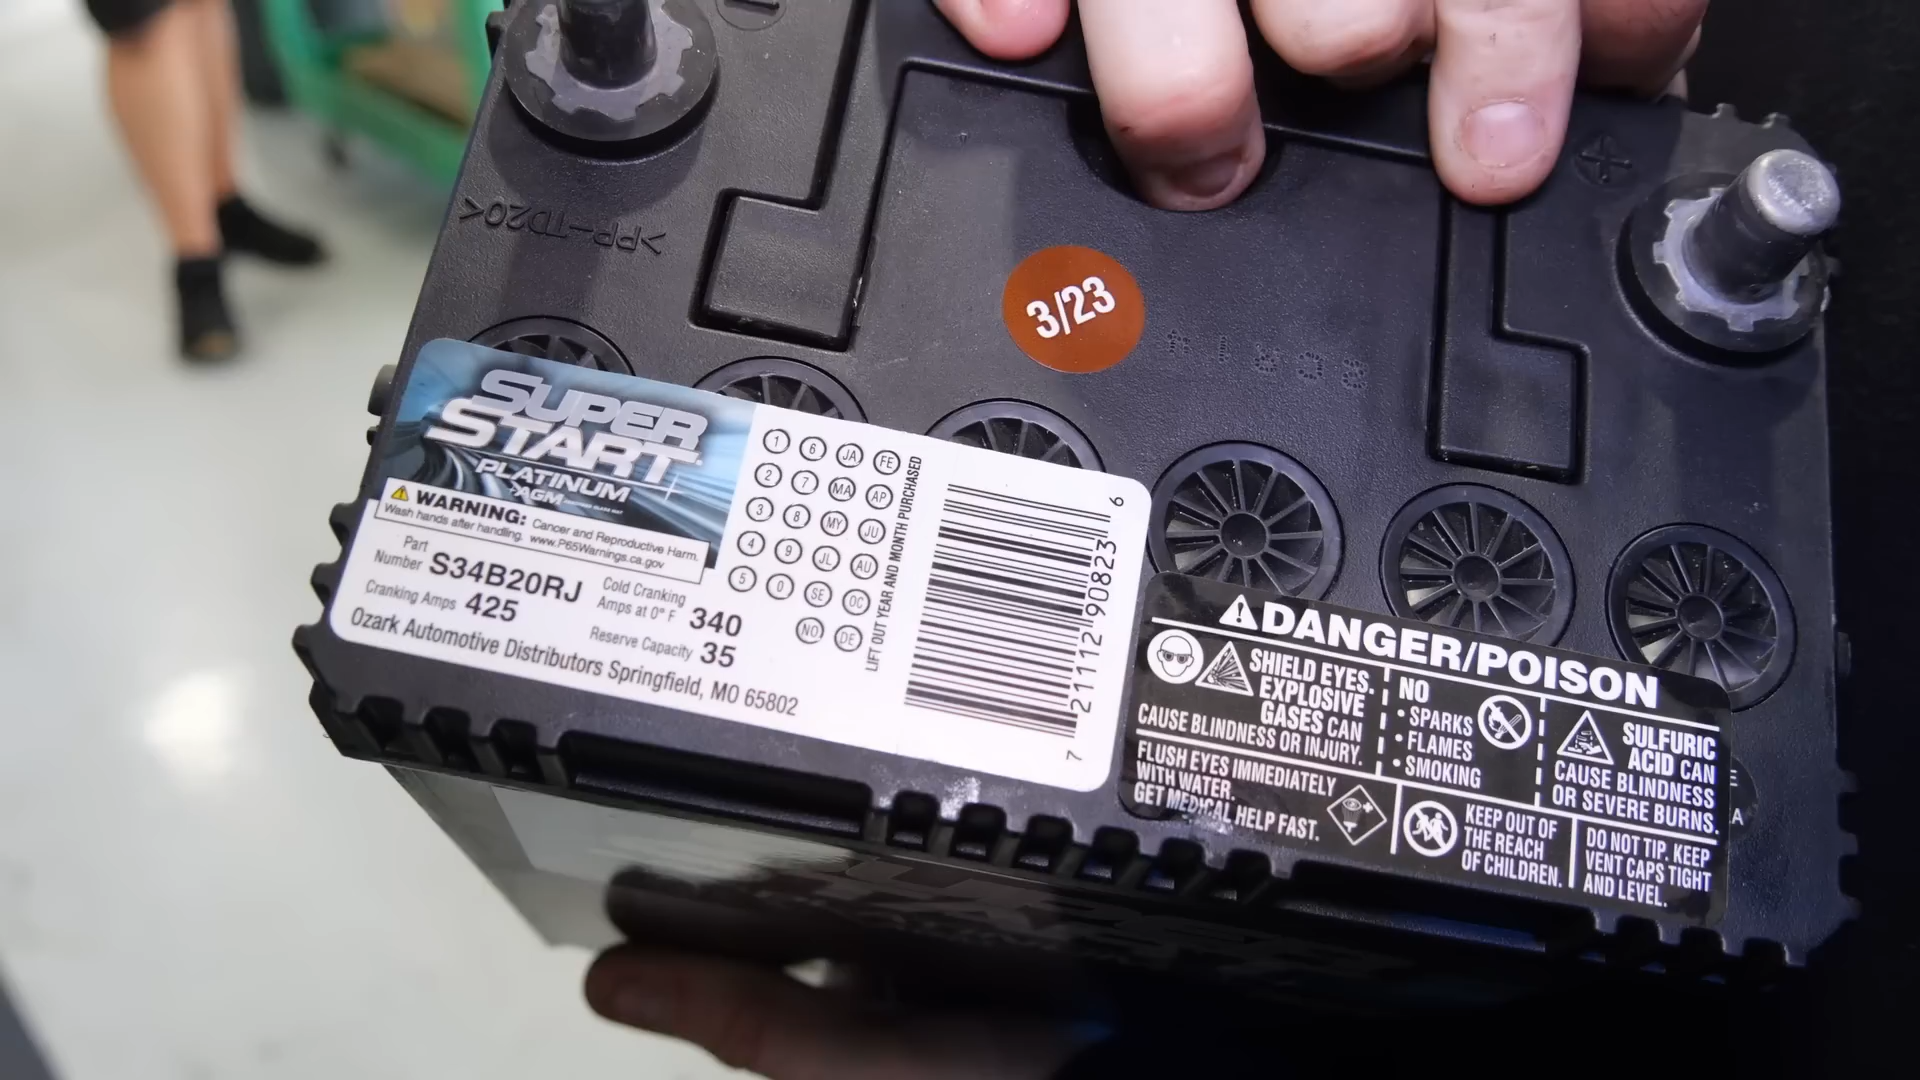 >PP-TD20<
3/23
SUPER
START
PLATINUM
AGM
WARNING: Cancer and Reproductive Harm.
Wash hands after handling. www.P65Warnings.ca.gov
Part
Number S34B20RJ
Cranking Amps 425
Cold Cranking
Amps at 0° F 340
Reserve Capacity 35
Ozark Automotive Distributors Springfield, MO 65802
1 6 JA FE
2 7 MA AP
3 8 MY JU
4 9 JL AU
5 0 SE OC
NO DE
LIFT OUT YEAR AND MONTH PURCHASED
7 21112 90823 6
DANGER/POISON
SHIELD EYES.
EXPLOSIVE
GASES CAN
CAUSE BLINDNESS OR INJURY.
NO
• SPARKS
• FLAMES
• SMOKING
SULFURIC
ACID CAN
CAUSE BLINDNESS
OR SEVERE BURNS.
FLUSH EYES IMMEDIATELY
WITH WATER.
GET MEDICAL HELP FAST.
KEEP OUT OF
THE REACH
OF CHILDREN.
DO NOT TIP. KEEP
VENT CAPS TIGHT
AND LEVEL.